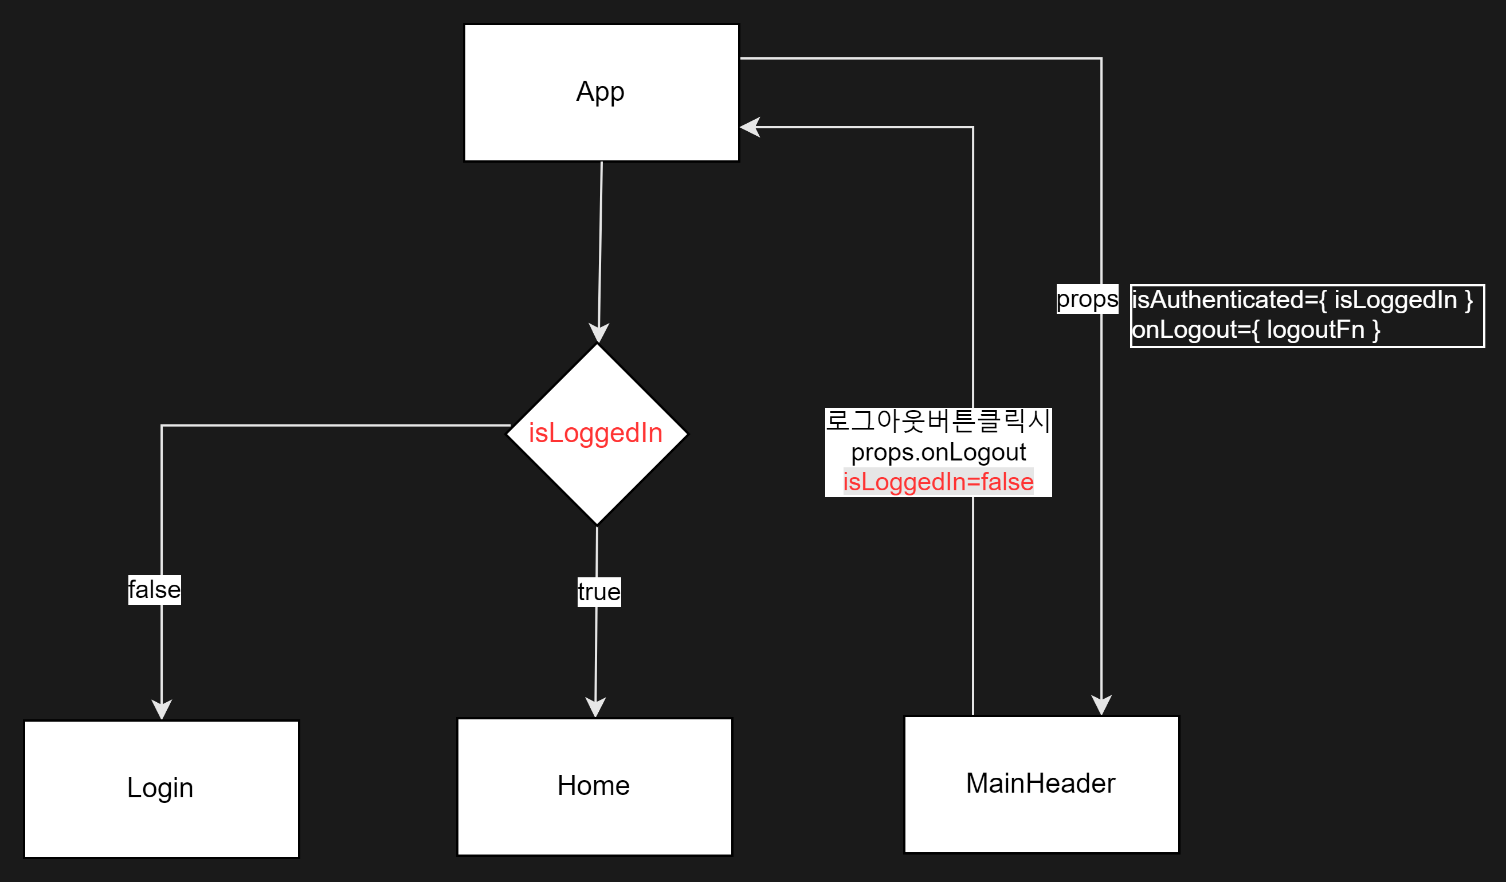 App
props
isAuthenticated={ isLoggedIn }
onLogout={ logoutFn }
로그아웃버튼클릭시
props.onLogout
isLoggedIn=false
isLoggedIn
false
true
Login
Home
MainHeader